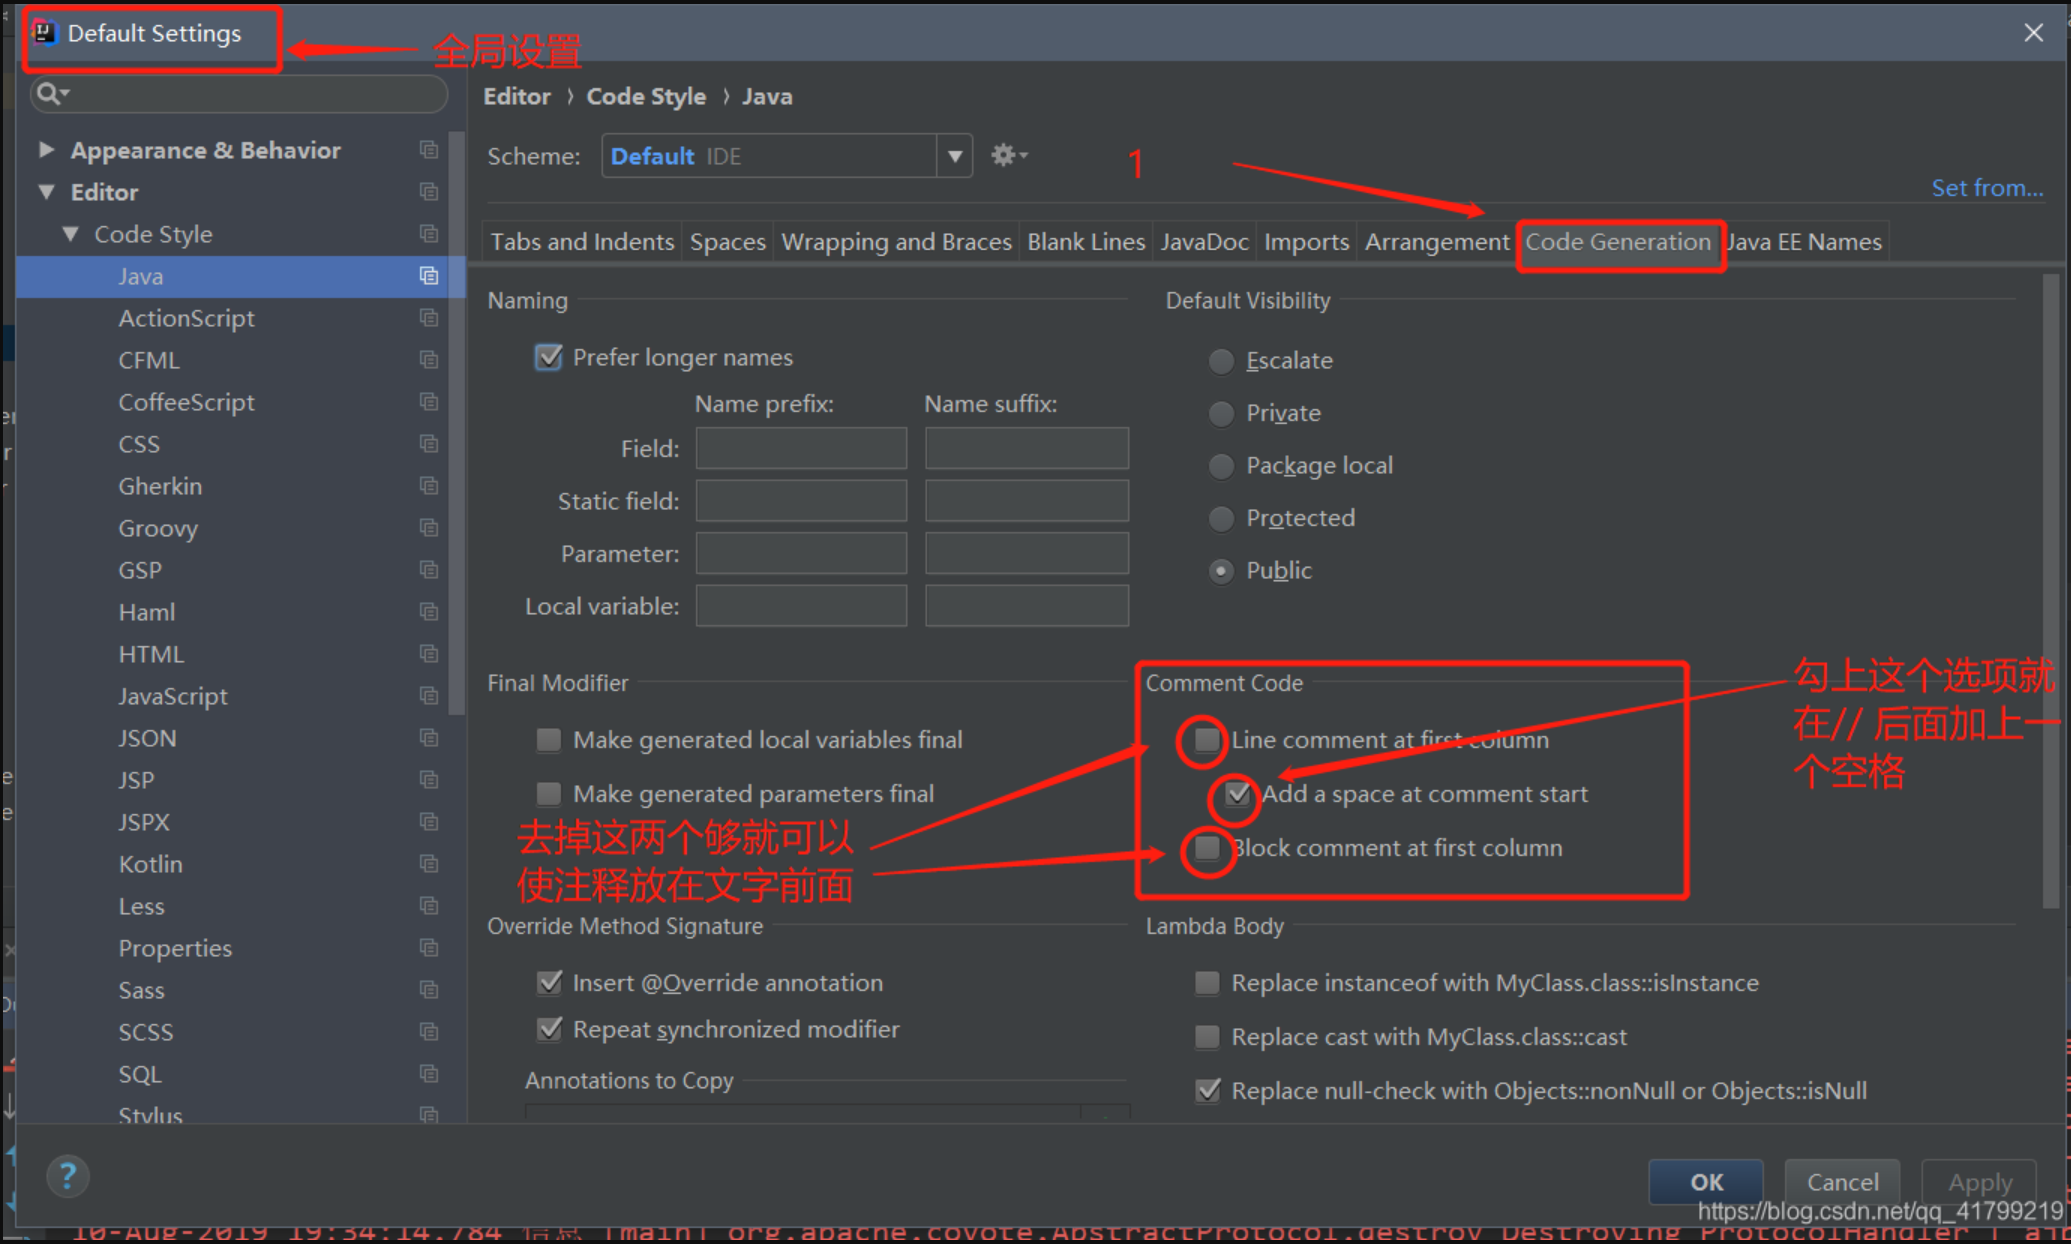 Default Settings
全局设置
Editor › Code Style › Java
Appearance & Behavior
Editor
Code Style
Java
ActionScript
CFML
CoffeeScript
CSS
Gherkin
Groovy
GSP
Haml
HTML
JavaScript
JSON
JSP
JSPX
Kotlin
Less
Properties
Sass
SCSS
SQL
Stylus
Scheme: Default IDE
1
Set from...
Tabs and Indents Spaces Wrapping and Braces Blank Lines JavaDoc Imports Arrangement Code Generation Java EE Names
Naming
Prefer longer names
Name prefix: Name suffix:
Field:
Static field:
Parameter:
Local variable:
Default Visibility
Escalate
Private
Package local
Protected
Public
Final Modifier
Make generated local variables final
Make generated parameters final
去掉这两个够就可以
使注释放在文字前面
Comment Code
Line comment at first column
Add a space at comment start
Block comment at first column
勾上这个选项就
在// 后面加上一
个空格
Override Method Signature
Insert @Override annotation
Repeat synchronized modifier
Annotations to Copy
Lambda Body
Replace instanceof with MyClass.class::isInstance
Replace cast with MyClass.class::cast
Replace null-check with Objects::nonNull or Objects::isNull
?
OK Cancel Apply
https://blog.csdn.net/qq_41799219
10-Aug-2019 19:34:14.784 信息 [main] org.apache.coyote.AbstractProtocol.destroy Destroying ProtocolHandler